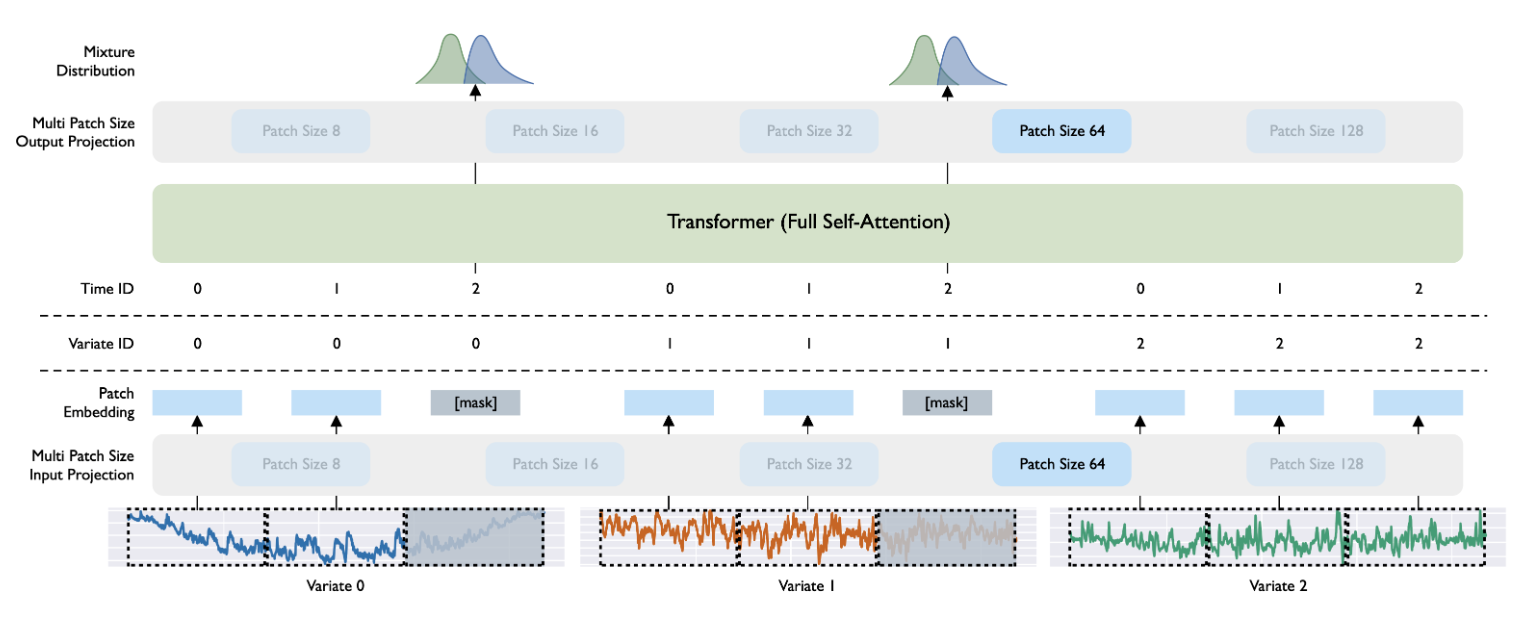 Mixture
Distribution
Multi Patch Size
Output Projection
Patch Size 8
Patch Size 16
Patch Size 32
Patch Size 64
Patch Size 128
Transformer (Full Self-Attention)
Time ID 0 1 2 0 1 2 0 1 2
Variate ID 0 0 0 1 1 1 2 2 2
Patch
Embedding
[mask]
[mask]
Multi Patch Size
Input Projection
Patch Size 8
Patch Size 16
Patch Size 32
Patch Size 64
Patch Size 128
Variate 0
Variate 1
Variate 2